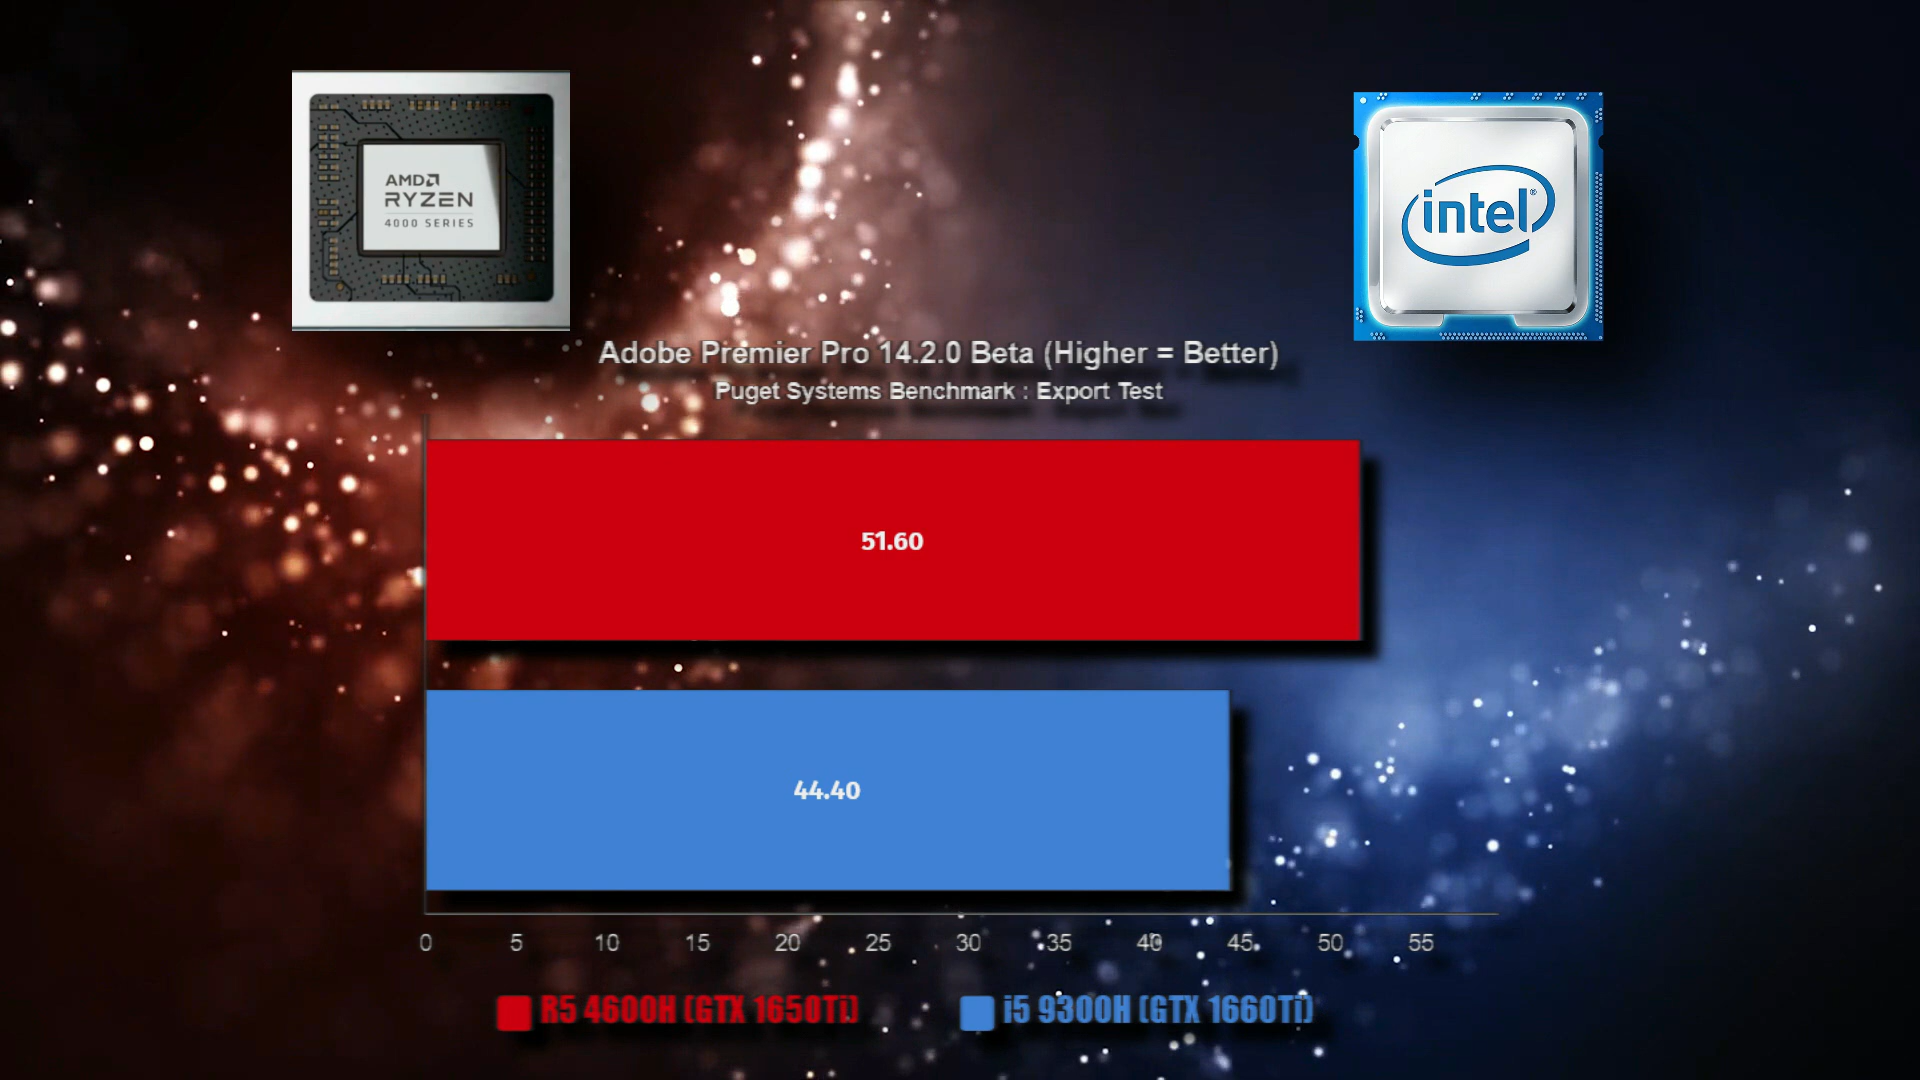 AMD
RYZEN
4000 SERIES
intel®
Adobe Premier Pro 14.2.0 Beta (Higher = Better)
Puget Systems Benchmark : Export Test
51.60
44.40
0 5 10 15 20 25 30 35 40 45 50 55
R5 4600H (GTX 1650Ti) i5 9300H (GTX 1660Ti)